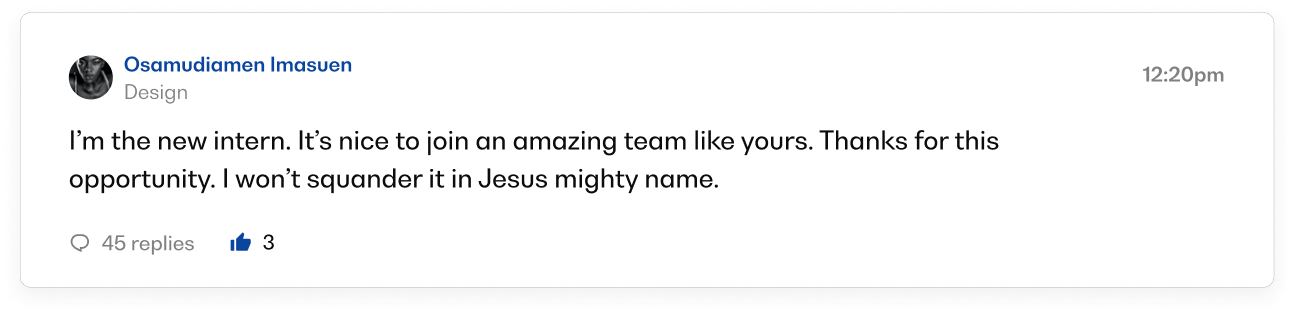 Osamudiamen Imasuen
Design
12:20pm
I’m the new intern. It’s nice to join an amazing team like yours. Thanks for this
opportunity. I won’t squander it in Jesus mighty name.
45 replies 3